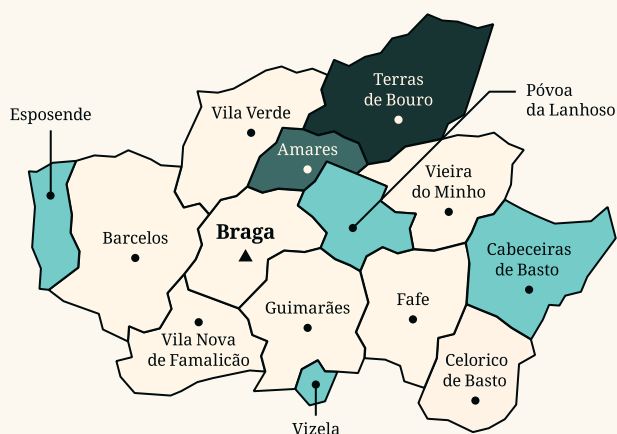 Terras
de Bouro
Póvoa
da Lanhoso
Esposende
Vila Verde
Amares
Vieira
do Minho
Braga
Barcelos
Cabeceiras
de Basto
Guimarães
Fafe
Vila Nova
de Famalicão
Celorico
de Basto
Vizela